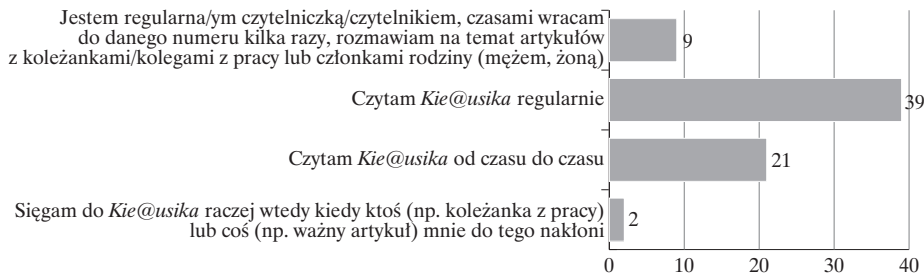 Jestem regularna/ym czytelniczką/czytelnikiem, czasami wracam
do danego numeru kilka razy, rozmawiam na temat artykułów
z koleżankami/kolegami z pracy lub członkami rodziny (mężem, żoną)
9
Czytam Kie@usika regularnie
39
Czytam Kie@usika od czasu do czasu
21
Sięgam do Kie@usika raczej wtedy kiedy ktoś (np. koleżanka z pracy)
lub coś (np. ważny artykuł) mnie do tego nakłoni
2
0 10 20 30 40